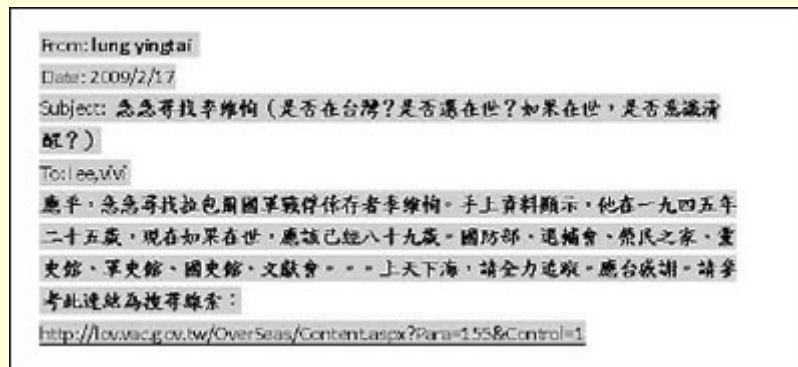 From: lung yingtai
Date: 2009/2/17
Subject: 急急尋找李維恂（是否在台灣？是否還在世？如果在世，是否意識清
醒？）
To: Lee,vivi
應平，急急尋找拉包爾國軍戰俘倖存者李維恂。手上資料顯示，他在一九四五年
二十五歲，現在如果在世，應該已經八十九歲。國防部、退輔會、榮民之家、靈
史館、軍史館、國史館、文獻會。。。上天下海，請全力追蹤。應台感謝。請參
考此連結為搜尋線索：
http://lov.vac.gov.tw/OverSeas/Content.aspx?Para=155&Control=1